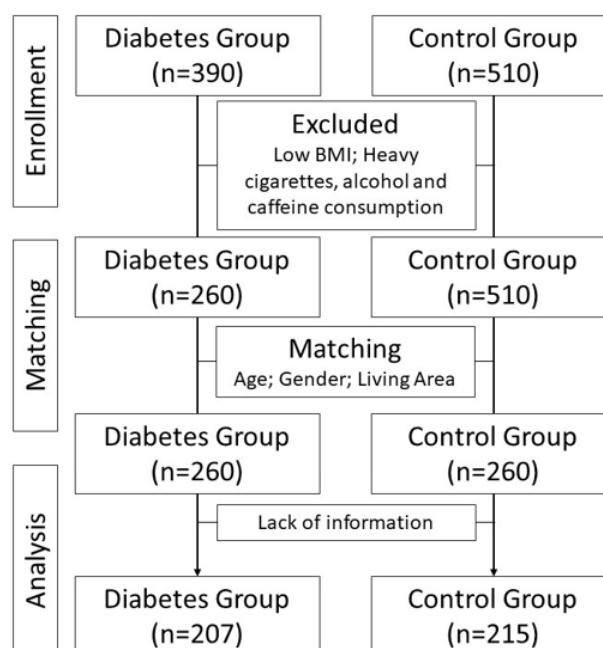 Enrollment
Diabetes Group
(n=390)
Control Group
(n=510)
Excluded
Low BMI; Heavy
cigarettes, alcohol and
caffeine consumption
Matching
Diabetes Group
(n=260)
Control Group
(n=510)
Matching
Age; Gender; Living Area
Diabetes Group
(n=260)
Control Group
(n=260)
Analysis
Lack of information
Diabetes Group
(n=207)
Control Group
(n=215)